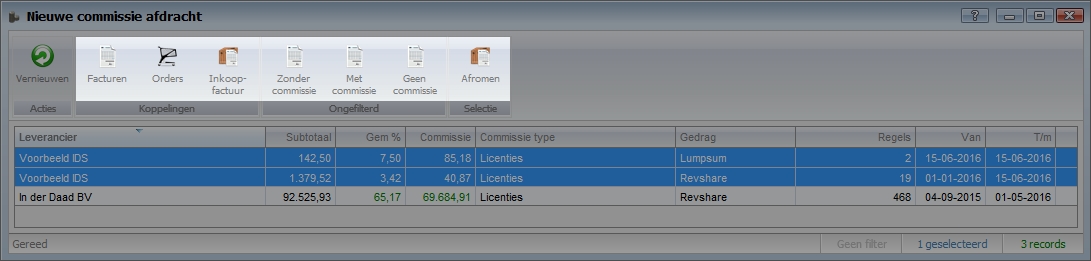 Nieuwe commissie afdracht
?
Vernieuwen Facturen Orders Inkoop-factuur Zonder commissie Met commissie Geen commissie Afromen
Acties Koppelingen Ongefilterd Selectie
Leverancier Subtotaal Gem % Commissie Commissie type Gedrag Regels Van T/m
Voorbeeld IDS 142,50 7,50 85,18 Licenties Lumpsum 2 15-06-2016 15-06-2016
Voorbeeld IDS 1.379,52 3,42 40,87 Licenties Revshare 19 01-01-2016 15-06-2016
In der Daad BV 92.525,93 65,17 69.684,91 Licenties Revshare 468 04-09-2015 01-05-2016
Gereed Geen filter 1 geselecteerd 3 records